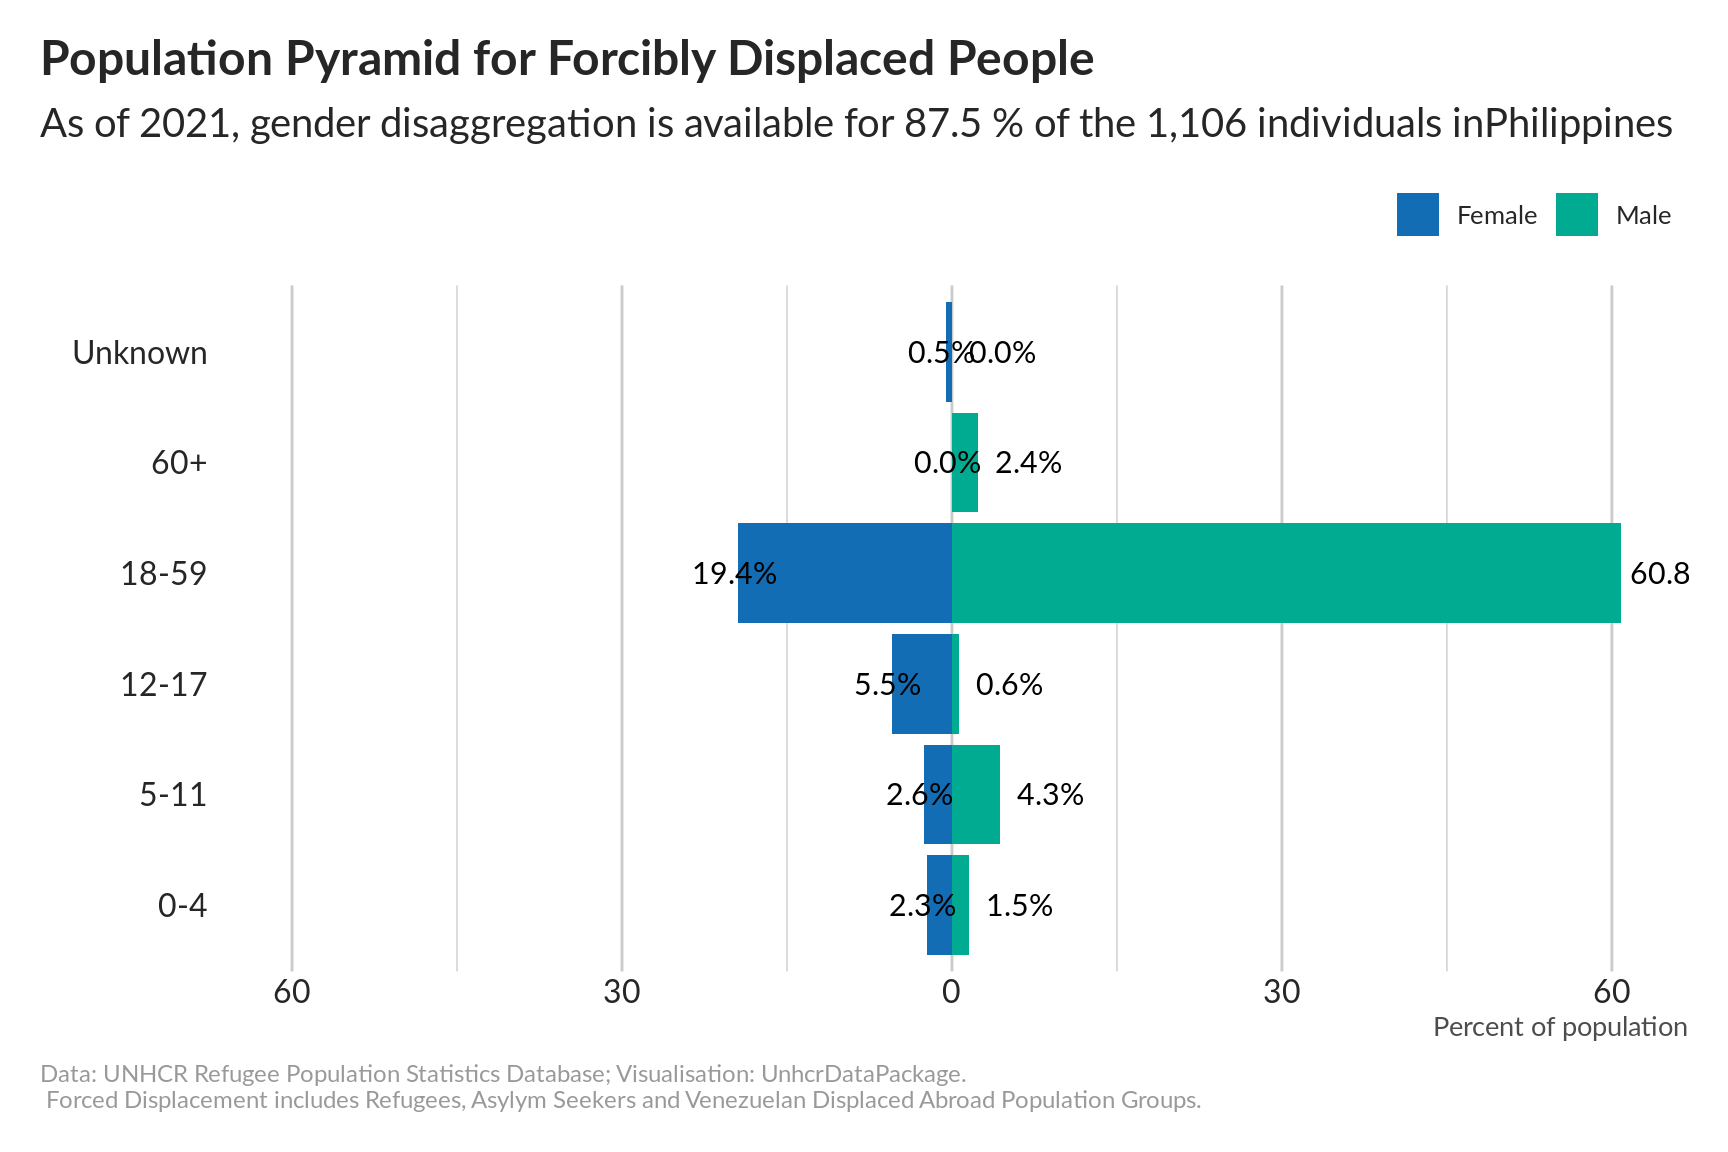 Population Pyramid for Forcibly Displaced People
As of 2021, gender disaggregation is available for 87.5 % of the 1,106 individuals inPhilippines
Female Male
Unknown 0.5% 0.0%
60+ 0.0% 2.4%
18-59 19.4% 60.8
12-17 5.5% 0.6%
5-11 2.6% 4.3%
0-4 2.3% 1.5%
60 30 0 30 60
Percent of population
Data: UNHCR Refugee Population Statistics Database; Visualisation: UnhcrDataPackage.
Forced Displacement includes Refugees, Asylym Seekers and Venezuelan Displaced Abroad Population Groups.